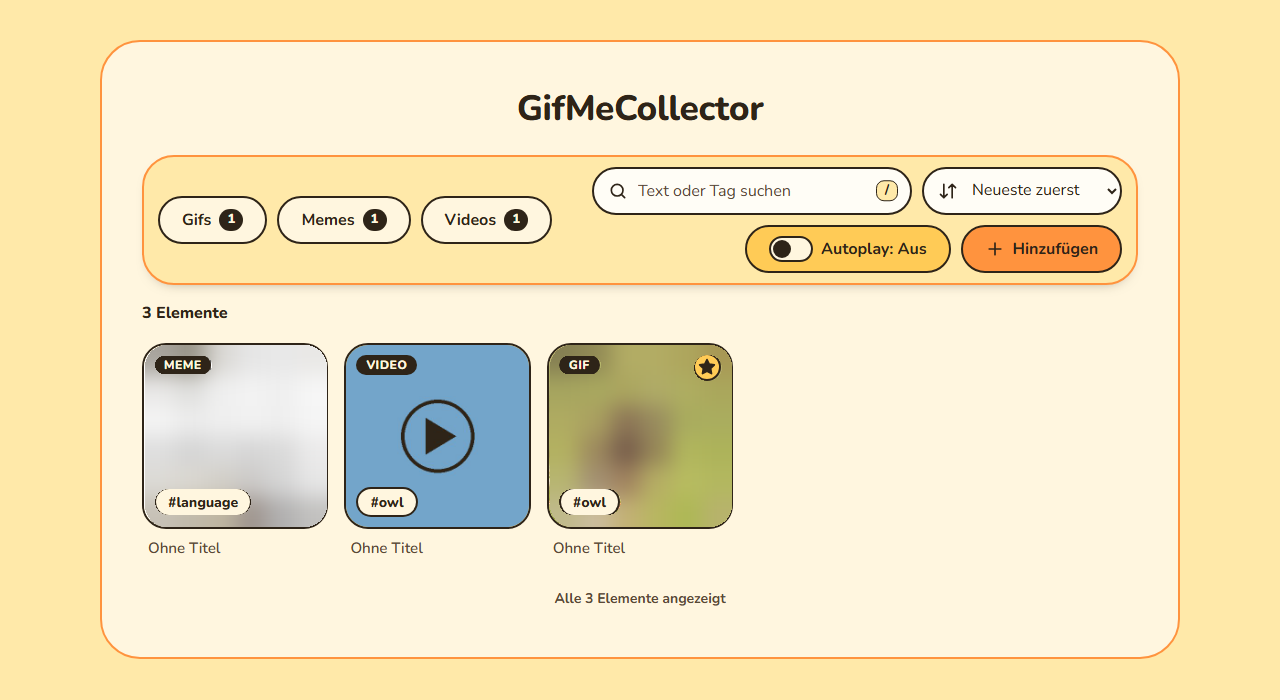 GifMeCollector
Gifs 1
Memes 1
Videos 1
Text oder Tag suchen /
Neueste zuerst
Autoplay: Aus
Hinzufügen
3 Elemente
MEME
#language
Ohne Titel
VIDEO
#owl
Ohne Titel
GIF
#owl
Ohne Titel
Alle 3 Elemente angezeigt